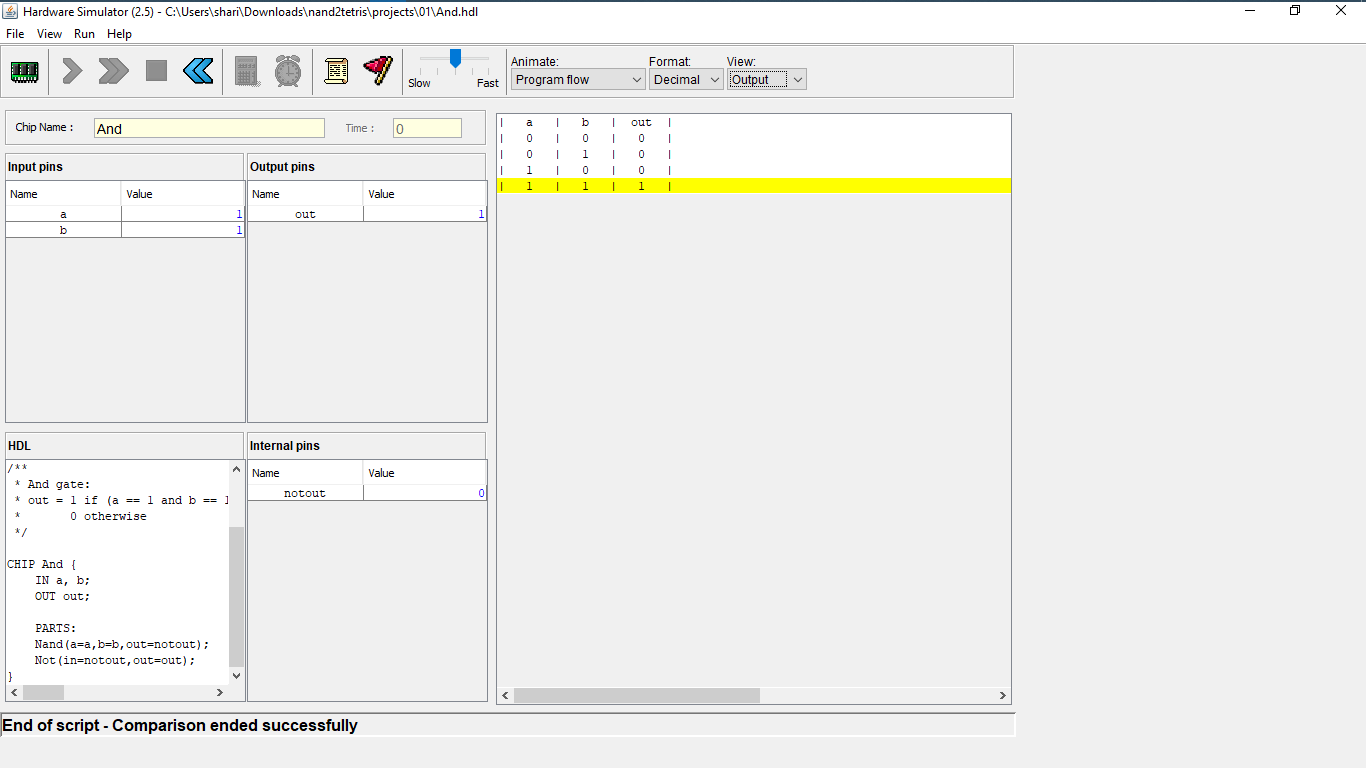 Hardware Simulator (2.5) - C:\Users\shari\Downloads\nand2tetris\projects\01\And.hdl
File View Run Help
Slow Fast
Animate: Format: View:
Program flow Decimal Output
Chip Name : And Time : 0
Input pins
Name Value
a 1
b 1
Output pins
Name Value
out 1
HDL
/**
* And gate:
* out = 1 if (a == 1 and b == 1
* 0 otherwise
*/
CHIP And {
IN a, b;
OUT out;
PARTS:
Nand(a=a,b=b,out=notout);
Not(in=notout,out=out);
}
Internal pins
Name Value
notout 0
| a | b | out |
| 0 | 0 | 0 |
| 0 | 1 | 0 |
| 1 | 0 | 0 |
| 1 | 1 | 1 |
End of script - Comparison ended successfully